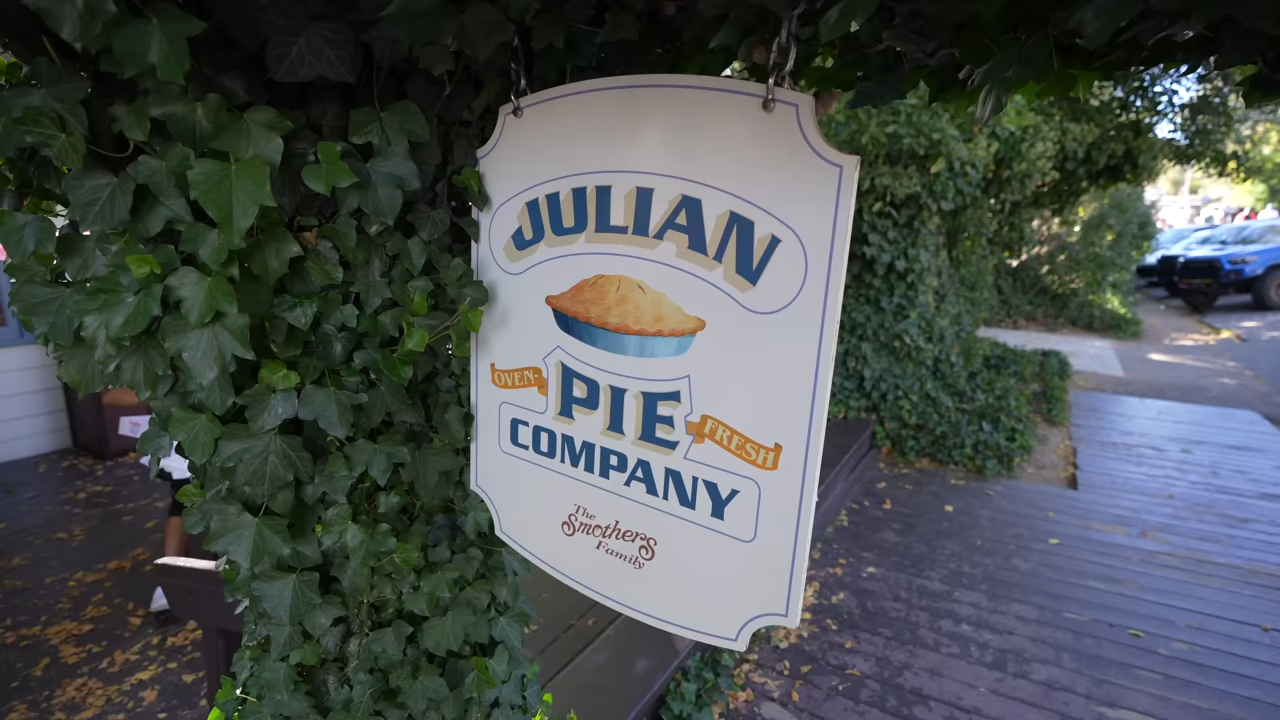 JULIAN
OVEN-
PIE
FRESH
COMPANY
The
Smothers
Family